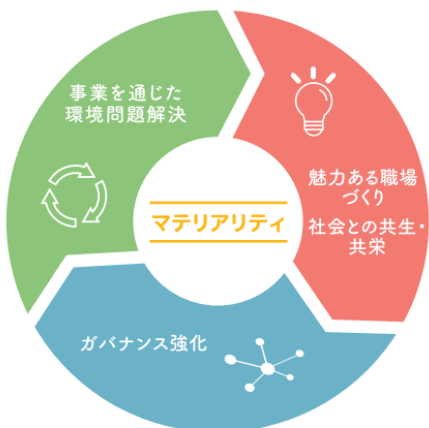 事業を通じた
環境問題解決
魅力ある職場
づくり
社会との共生・
共栄
マテリアリティ
ガバナンス強化